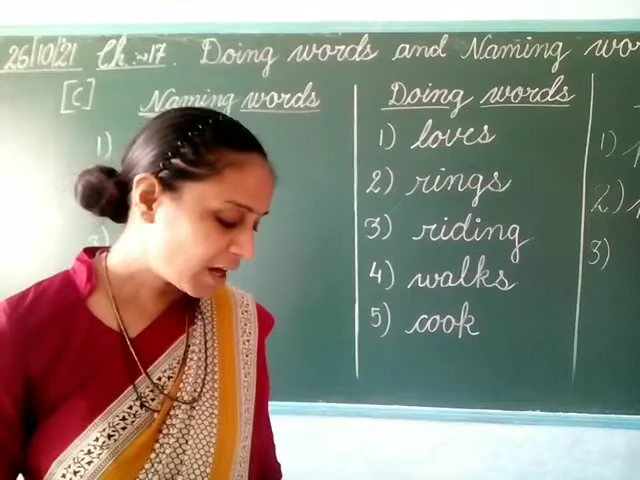 26/10/21 Ch.→17. Doing words and Naming wo
[C] Naming words Doing words
1) 1) loves 1)
2) rings 2)
3) riding 3)
4) walks
5) cook